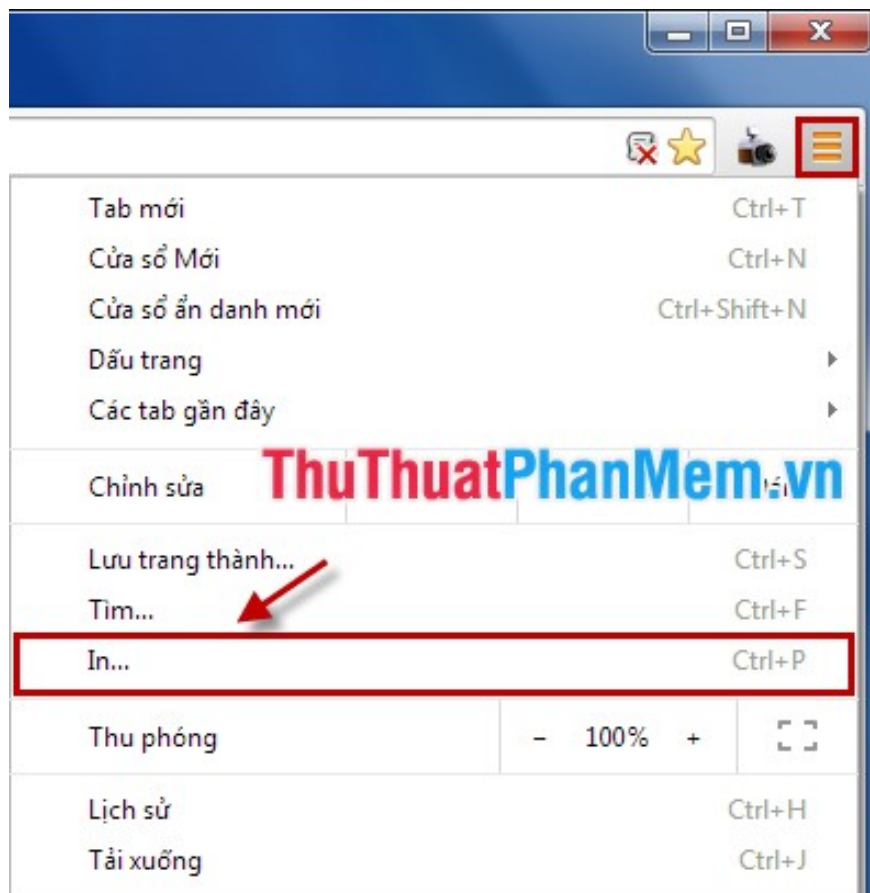 Tab mới Ctrl+T
Cửa sổ Mới Ctrl+N
Cửa sổ ẩn danh mới Ctrl+Shift+N
Dấu trang
Các tab gần đây
Chỉnh sửa ThuThuatPhanMem.vn
Lưu trang thành... Ctrl+S
Tìm... Ctrl+F
In... Ctrl+P
Thu phóng - 100% +
Lịch sử Ctrl+H
Tải xuống Ctrl+J